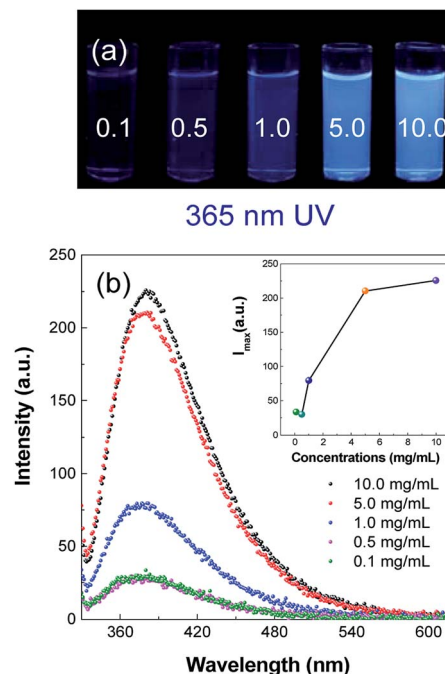 (a)
0.1 0.5 1.0 5.0 10.0
365 nm UV
(b)
250
200
150
100
50
0
Intensity (a.u.)
360 420 480 540 600
Wavelength (nm)
250
200
150
100
50
0
I max (a.u.)
0 2 4 6 8 10
Concentrations (mg/mL)
10.0 mg/mL
5.0 mg/mL
1.0 mg/mL
0.5 mg/mL
0.1 mg/mL